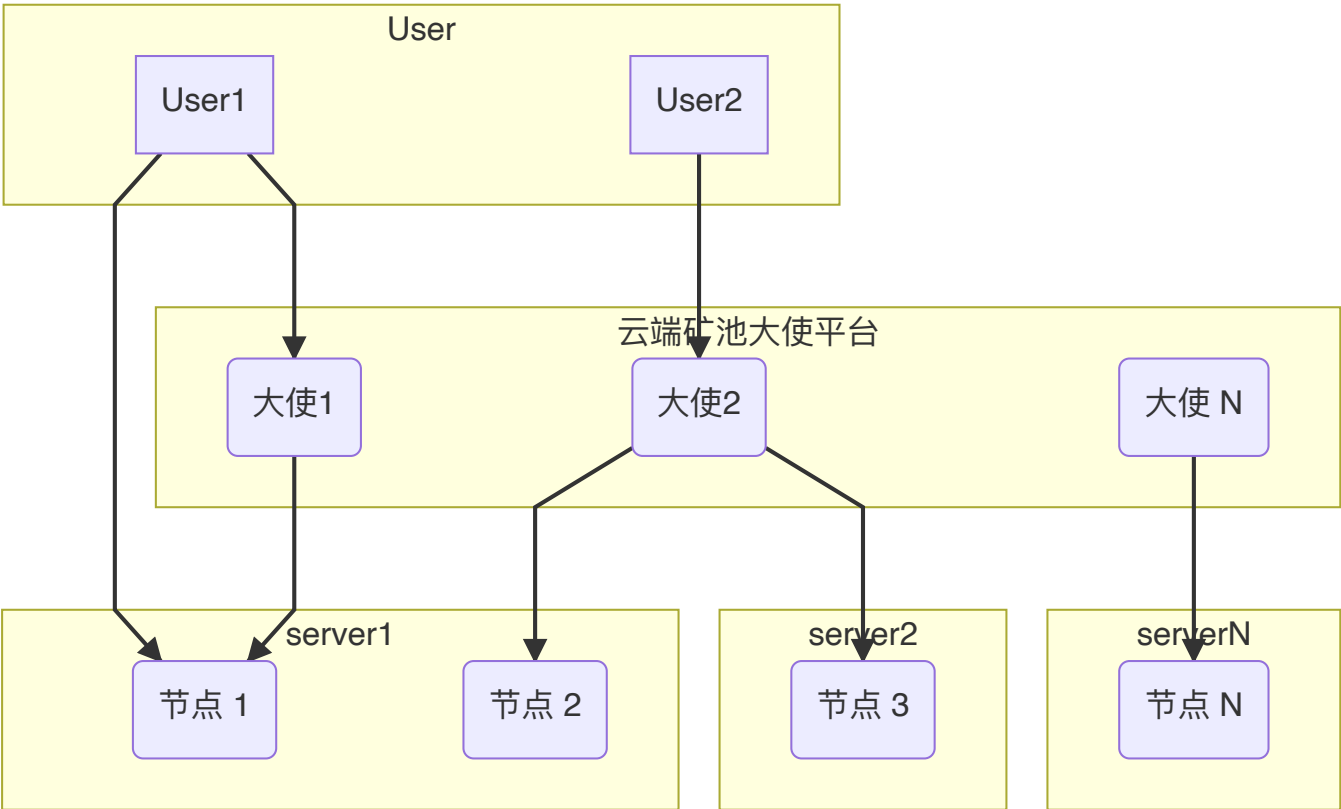 User
User1
User2
云端矿池大使平台
大使1
大使2
大使 N
server1
server2
serverN
节点 1
节点 2
节点 3
节点 N